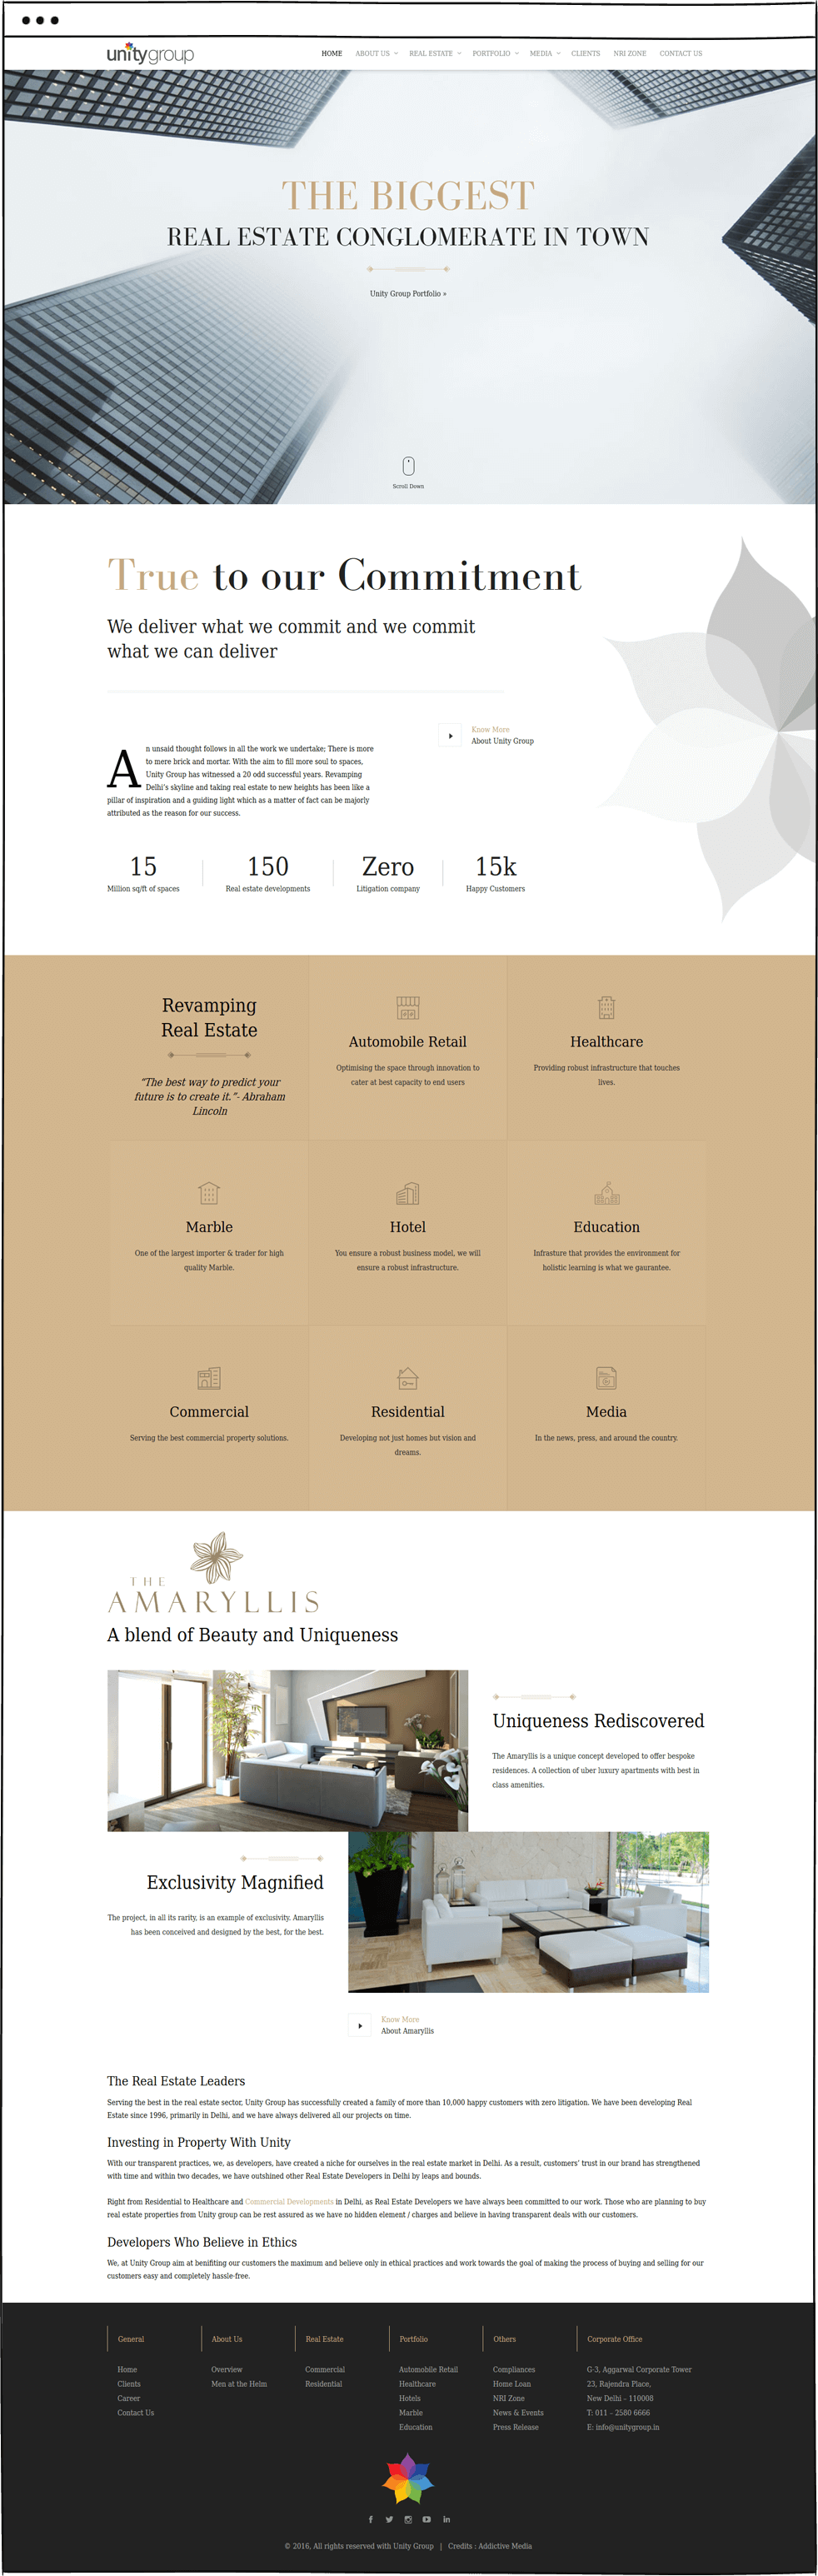 unitygroup
HOME ABOUT US REAL ESTATE PORTFOLIO MEDIA CLIENTS NRI ZONE CONTACT US
THE BIGGEST
REAL ESTATE CONGLOMERATE IN TOWN
Unity Group Portfolio »
Scroll Down
True to our Commitment
We deliver what we commit and we commit
what we can deliver
Know More
About Unity Group
An unsaid thought follows in all the work we undertake; There is more
to mere brick and mortar. With the aim to fill more soul to spaces,
Unity Group has witnessed a 20 odd successful years. Revamping
Delhi's skyline and taking real estate to new heights has been like a
pillar of inspiration and a guiding light which as a matter of fact can be majorly
attributed as the reason for our success.
15 150 Zero 15k
Million sq/ft of spaces Real estate developments Litigation company Happy Customers
Revamping
Real Estate
"The best way to predict your
future is to create it."- Abraham
Lincoln
Automobile Retail
Optimising the space through innovation to
cater at best capacity to end users
Healthcare
Providing robust infrastructure that touches
lives.
Marble
One of the largest importer & trader for high
quality Marble.
Hotel
You ensure a robust business model, we will
ensure a robust infrastructure.
Education
Infrasture that provides the environment for
holistic learning is what we gaurantee.
Commercial
Serving the best commercial property solutions.
Residential
Developing not just homes but vision and
dreams.
Media
In the news, press, and around the country.
THE
AMARYLLIS
A blend of Beauty and Uniqueness
Uniqueness Rediscovered
The Amaryllis is a unique concept developed to offer bespoke
residences. A collection of uber luxury apartments with best in
class amenities.
Exclusivity Magnified
The project, in all its rarity, is an example of exclusivity. Amaryllis
has been conceived and designed by the best, for the best.
Know More
About Amaryllis
The Real Estate Leaders
Serving the best in the real estate sector, Unity Group has successfully created a family of more than 10,000 happy customers with zero litigation. We have been developing Real
Estate since 1996, primarily in Delhi, and we have always delivered all our projects on time.
Investing in Property With Unity
With our transparent practices, we, as developers, have created a niche for ourselves in the real estate market in Delhi. As a result, customers' trust in our brand has strengthened
with time and within two decades, we have outshined other Real Estate Developers in Delhi by leaps and bounds.
Right from Residential to Healthcare and Commercial Developments in Delhi, as Real Estate Developers we have always been committed to our work. Those who are planning to buy
real estate properties from Unity group can be rest assured as we have no hidden element / charges and believe in having transparent deals with our customers.
Developers Who Believe in Ethics
We, at Unity Group aim at benifiting our customers the maximum and believe only in ethical practices and work towards the goal of making the process of buying and selling for our
customers easy and completely hassle-free.
General
Home
Clients
Career
Contact Us
About Us
Overview
Men at the Helm
Real Estate
Commercial
Residential
Portfolio
Automobile Retail
Healthcare
Hotels
Marble
Education
Others
Compliances
Home Loan
NRI Zone
News & Events
Press Release
Corporate Office
G-3, Aggarwal Corporate Tower
23, Rajendra Place,
New Delhi – 110008
T: 011 – 2580 6666
E: info@unitygroup.in
© 2016, All rights reserved with Unity Group | Credits : Addictive Media